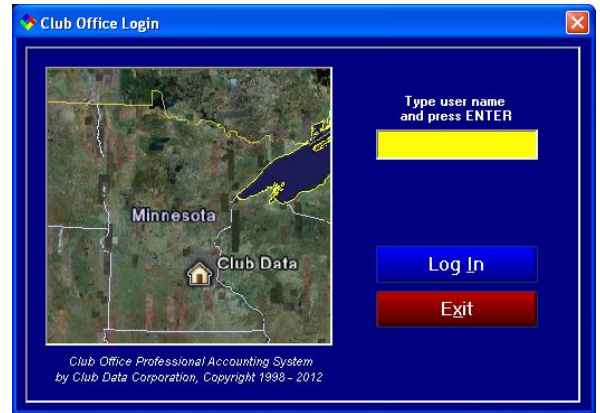 Club Office Login
Type user name
and press ENTER
Minnesota
Club Data
Log In
Exit
Club Office Professional Accounting System
by Club Data Corporation, Copyright 1998 - 2012